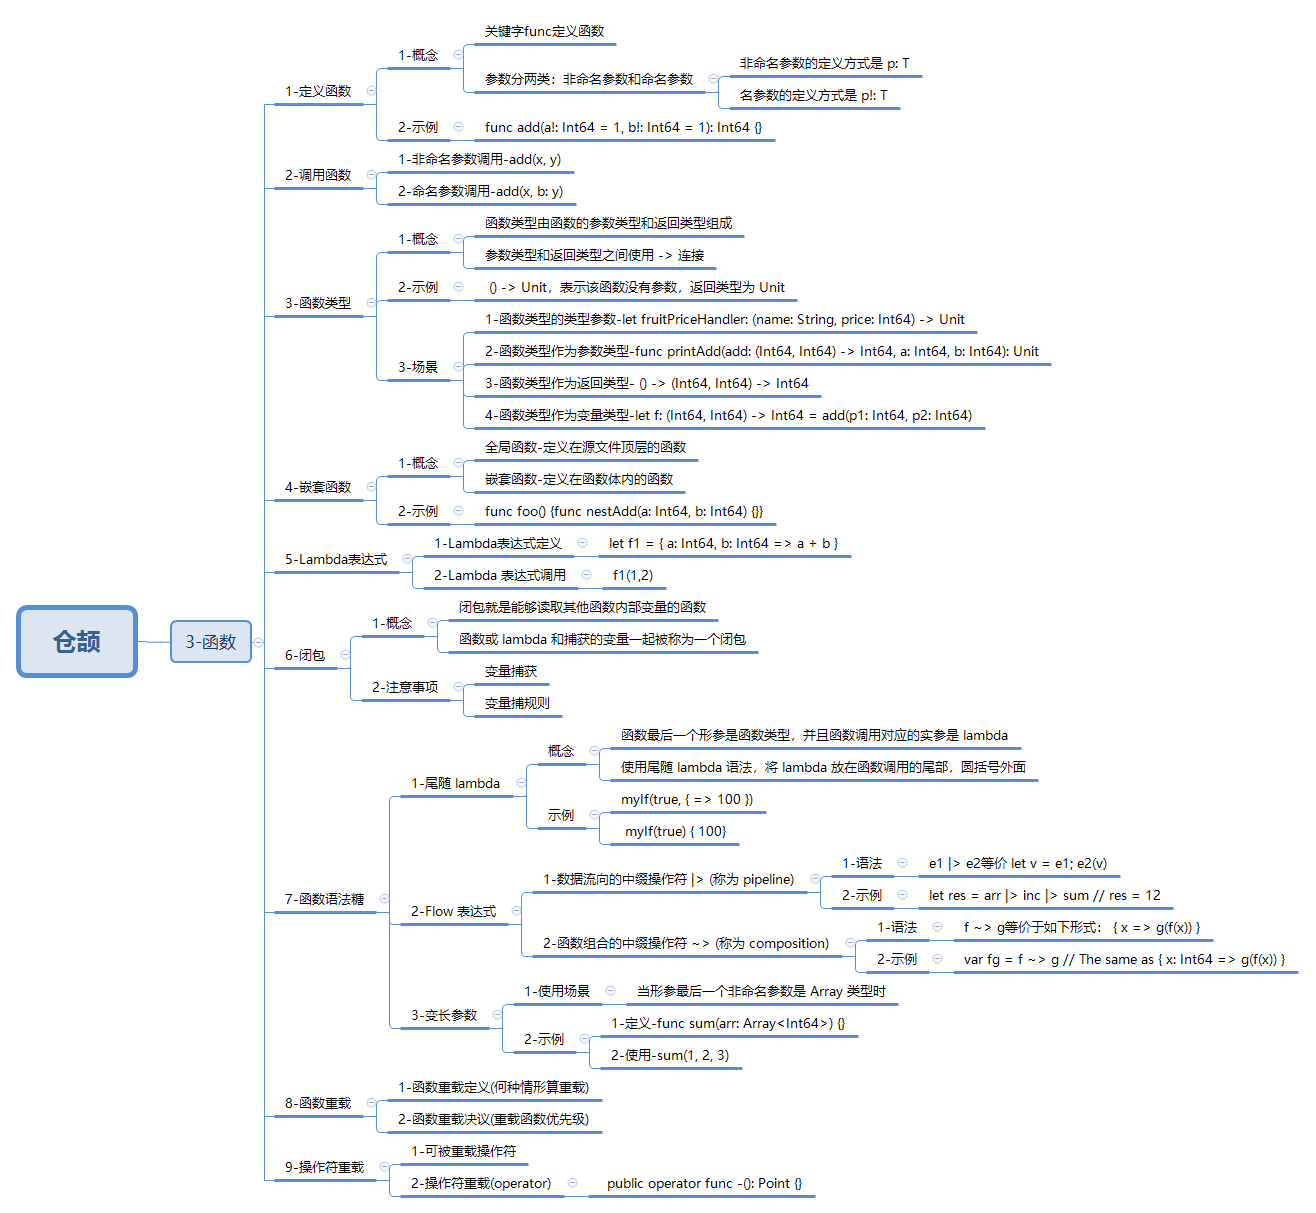 仓颉
3-函数
1-定义函数
1-概念
关键字func定义函数
参数分两类：非命名参数和命名参数
非命名参数的定义方式是 p: T
名参数的定义方式是 p!: T
2-示例
func add(a!: Int64 = 1, b!: Int64 = 1): Int64 {}
2-调用函数
1-非命名参数调用-add(x, y)
2-命名参数调用-add(x, b: y)
3-函数类型
1-概念
函数类型由函数的参数类型和返回类型组成
参数类型和返回类型之间使用 -> 连接
2-示例
() -> Unit，表示该函数没有参数，返回类型为 Unit
3-场景
1-函数类型的类型参数-let fruitPriceHandler: (name: String, price: Int64) -> Unit
2-函数类型作为参数类型-func printAdd(add: (Int64, Int64) -> Int64, a: Int64, b: Int64): Unit
3-函数类型作为返回类型- () -> (Int64, Int64) -> Int64
4-函数类型作为变量类型-let f: (Int64, Int64) -> Int64 = add(p1: Int64, p2: Int64)
4-嵌套函数
1-概念
全局函数-定义在源文件顶层的函数
嵌套函数-定义在函数体内的函数
2-示例
func foo() {func nestAdd(a: Int64, b: Int64) {}}
5-Lambda表达式
1-Lambda表达式定义
let f1 = { a: Int64, b: Int64 => a + b }
2-Lambda 表达式调用
f1(1,2)
6-闭包
1-概念
闭包就是能够读取其他函数内部变量的函数
函数或 lambda 和捕获的变量一起被称为一个闭包
2-注意事项
变量捕获
变量捕规则
7-函数语法糖
1-尾随 lambda
概念
函数最后一个形参是函数类型，并且函数调用对应的实参是 lambda
使用尾随 lambda 语法，将 lambda 放在函数调用的尾部，圆括号外面
示例
myIf(true, { => 100 })
myIf(true) { 100}
2-Flow 表达式
1-数据流向的中缀操作符 |> (称为 pipeline)
1-语法
e1 |> e2等价 let v = e1; e2(v)
2-示例
let res = arr |> inc |> sum // res = 12
2-函数组合的中缀操作符 ~> (称为 composition)
1-语法
f ~> g等价于如下形式： { x => g(f(x)) }
2-示例
var fg = f ~> g // The same as { x: Int64 => g(f(x)) }
3-变长参数
1-使用场景
当形参最后一个非命名参数是 Array 类型时
2-示例
1-定义-func sum(arr: Array<Int64>) {}
2-使用-sum(1, 2, 3)
8-函数重载
1-函数重载定义(何种情形算重载)
2-函数重载决议(重载函数优先级)
9-操作符重载
1-可被重载操作符
2-操作符重载(operator)
public operator func -(): Point {}